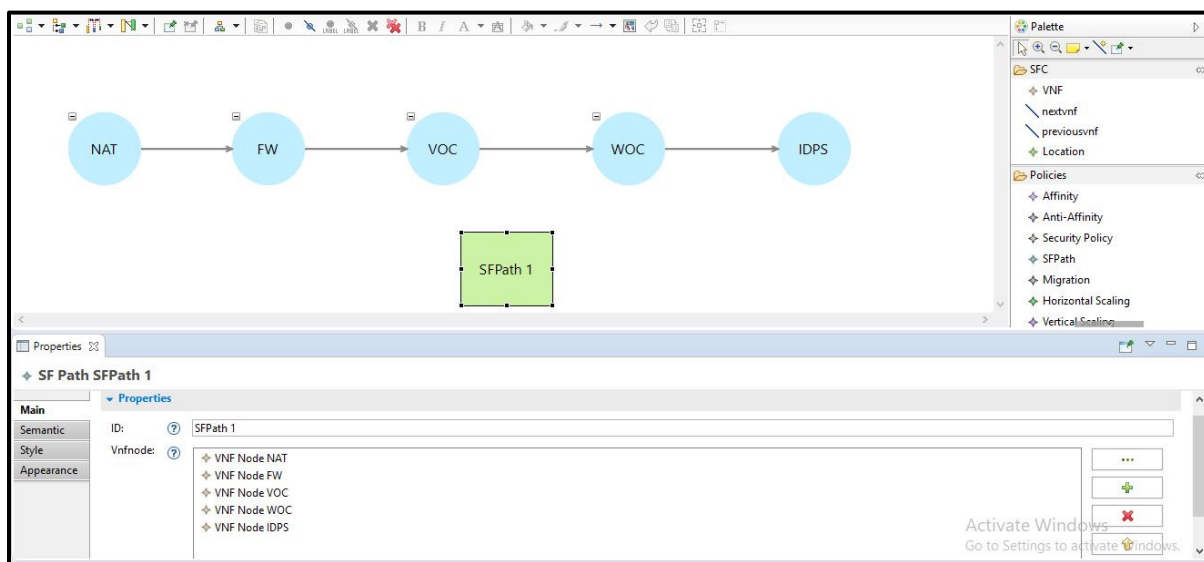 Palette
SFC
VNF
nextvnf
previousvnf
Location
Policies
Affinity
Anti-Affinity
Security Policy
SFPath
Migration
Horizontal Scaling
Vertical Scaling
NAT
FW
VOC
WOC
IDPS
SFPath 1
Properties
SF Path SFPath 1
Main
Semantic
Style
Appearance
Properties
ID:
SFPath 1
Vnfnode:
VNF Node NAT
VNF Node FW
VNF Node VOC
VNF Node WOC
VNF Node IDPS
Activate Windows
Go to Settings to activate Windows.